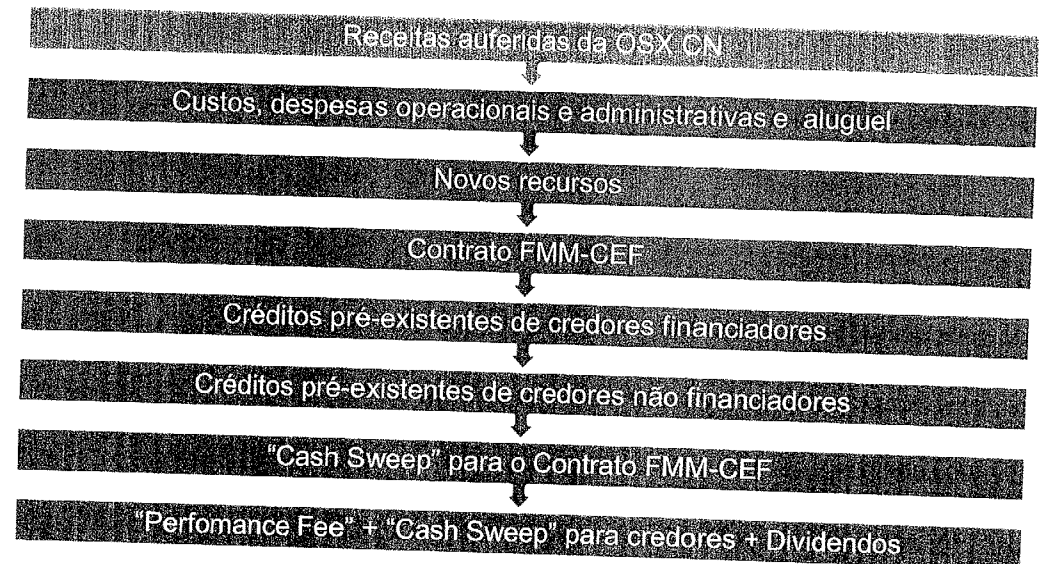 Receitas auferidas da OSX CN
Custos, despesas operacionais e administrativas e aluguel
Novos recursos
Contrato FMM-CEF
Créditos pré-existentes de credores financiadores
Créditos pré-existentes de credores não financiadores
"Cash Sweep" para o Contrato FMM-CEF
"Perfomance Fee" + "Cash Sweep" para credores + Dividendos